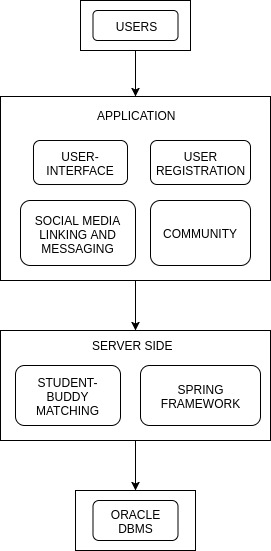 USERS
APPLICATION
USER-
INTERFACE
USER
REGISTRATION
SOCIAL MEDIA
LINKING AND
MESSAGING
COMMUNITY
SERVER SIDE
STUDENT-
BUDDY
MATCHING
SPRING
FRAMEWORK
ORACLE
DBMS